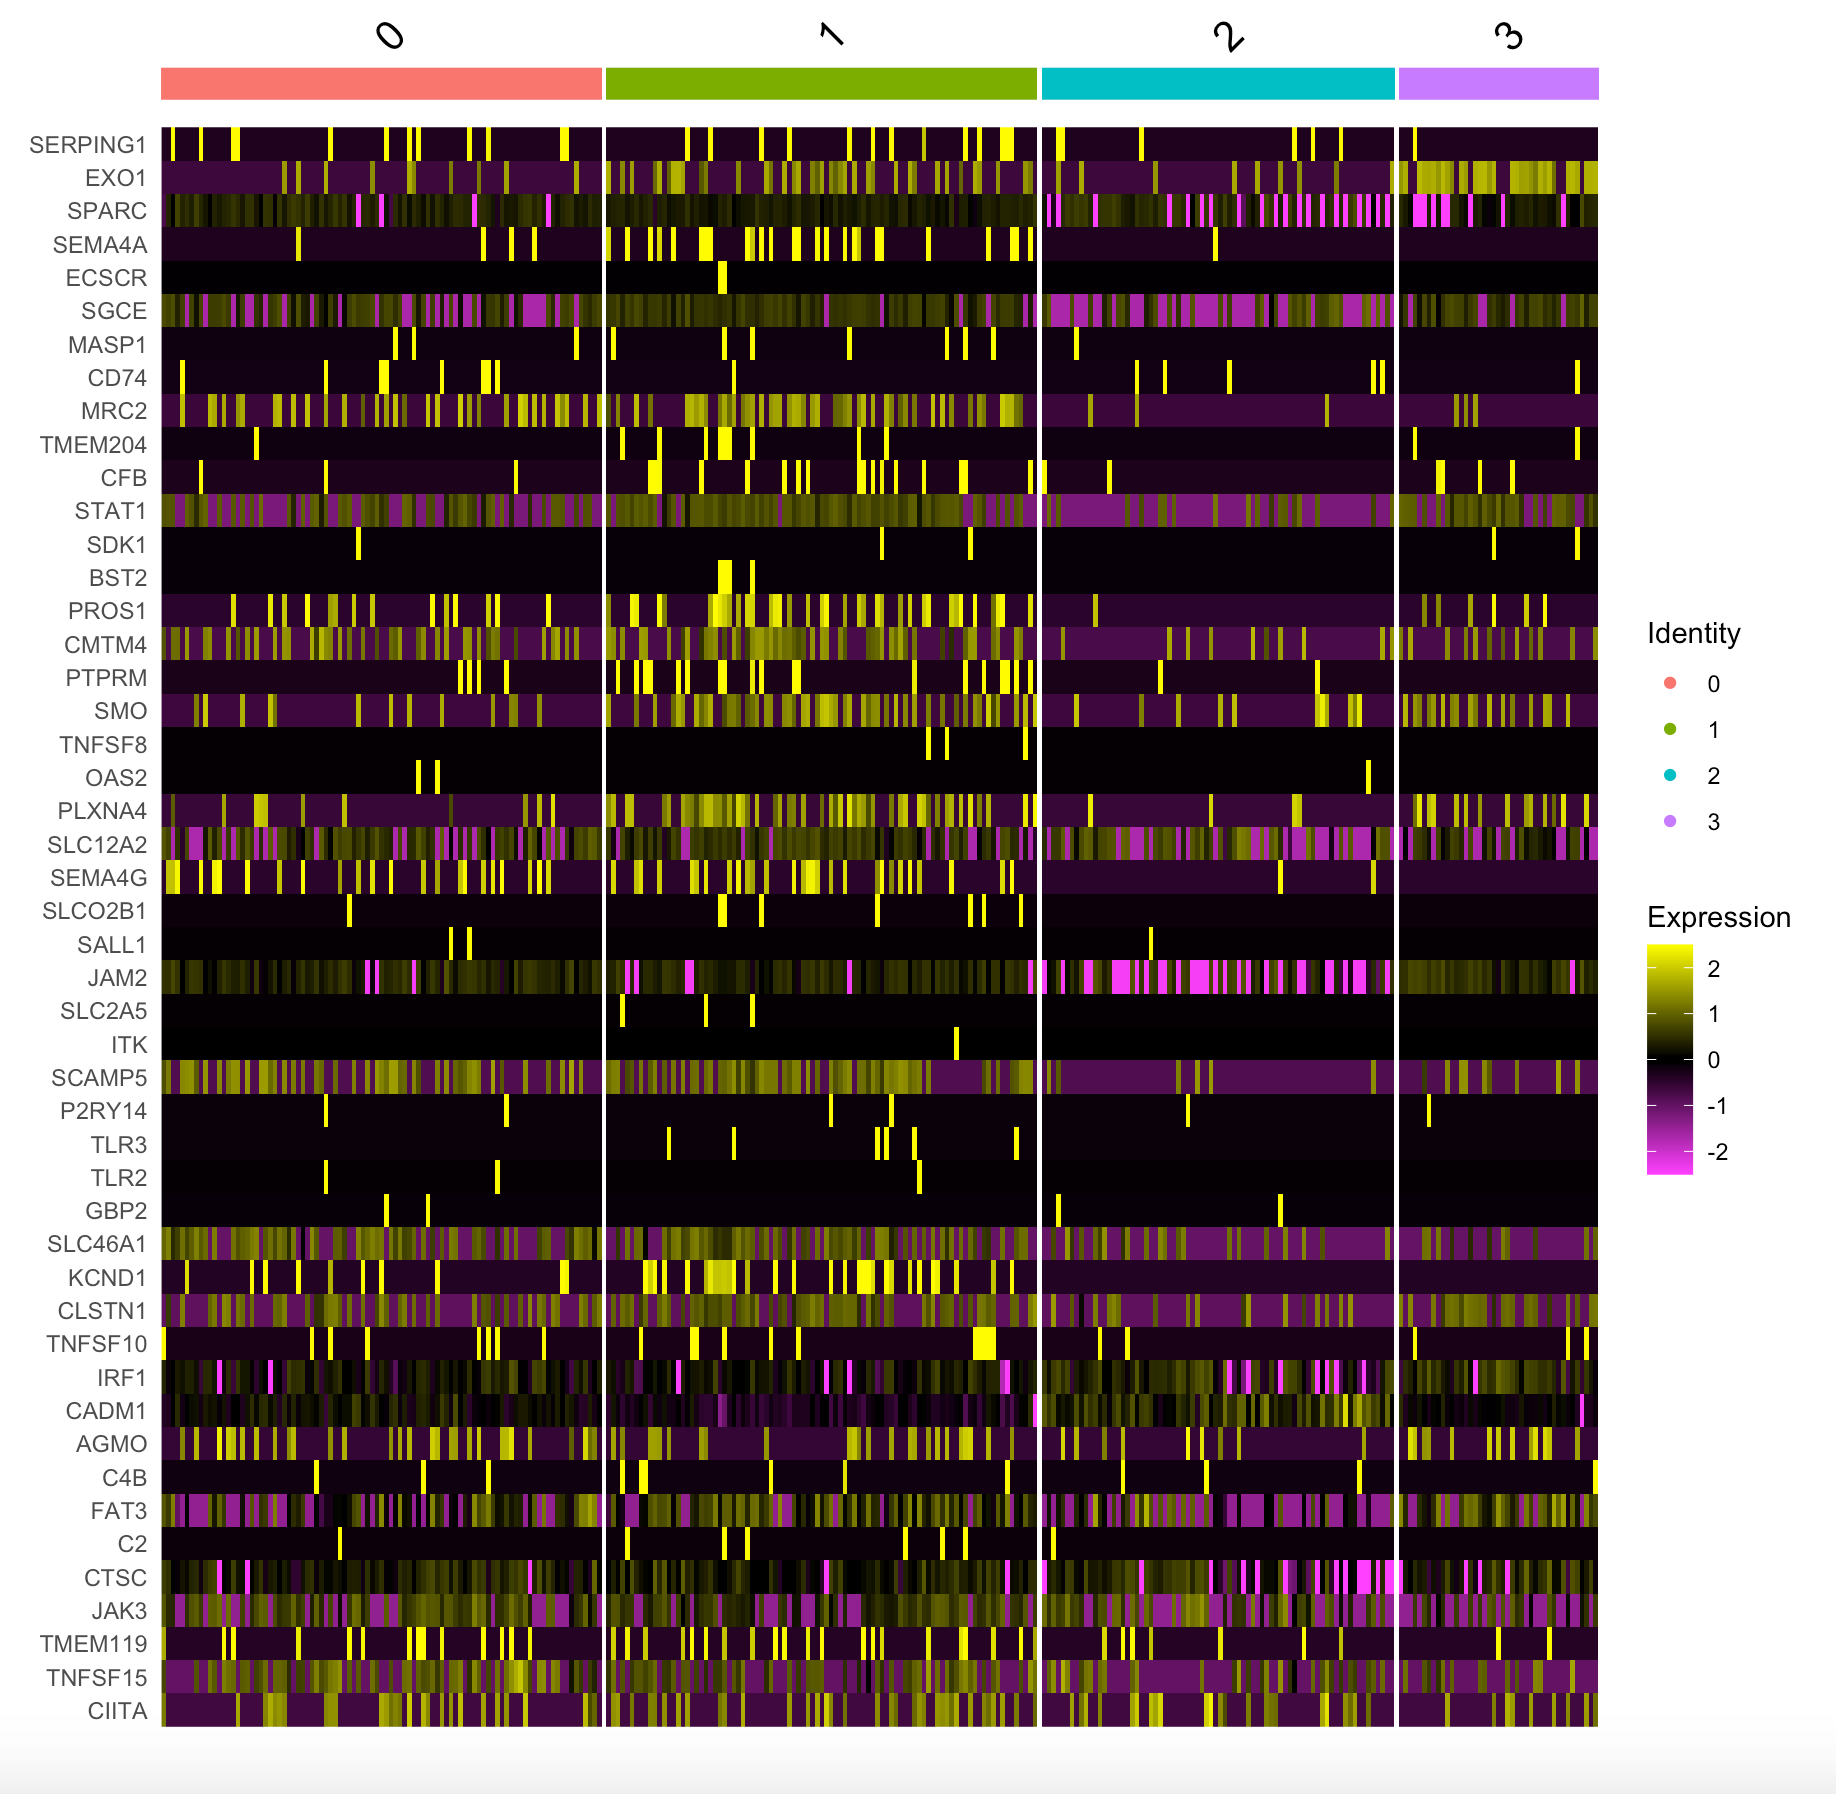 0 1 2 3
SERPING1
EXO1
SPARC
SEMA4A
ECSCR
SGCE
MASP1
CD74
MRC2
TMEM204
CFB
STAT1
SDK1
BST2
PROS1
CMTM4
PTPRM
SMO
TNFSF8
OAS2
PLXNA4
SLC12A2
SEMA4G
SLCO2B1
SALL1
JAM2
SLC2A5
ITK
SCAMP5
P2RY14
TLR3
TLR2
GBP2
SLC46A1
KCND1
CLSTN1
TNFSF10
IRF1
CADM1
AGMO
C4B
FAT3
C2
CTSC
JAK3
TMEM119
TNFSF15
CIITA
Identity
0
1
2
3
Expression
2
1
0
-1
-2